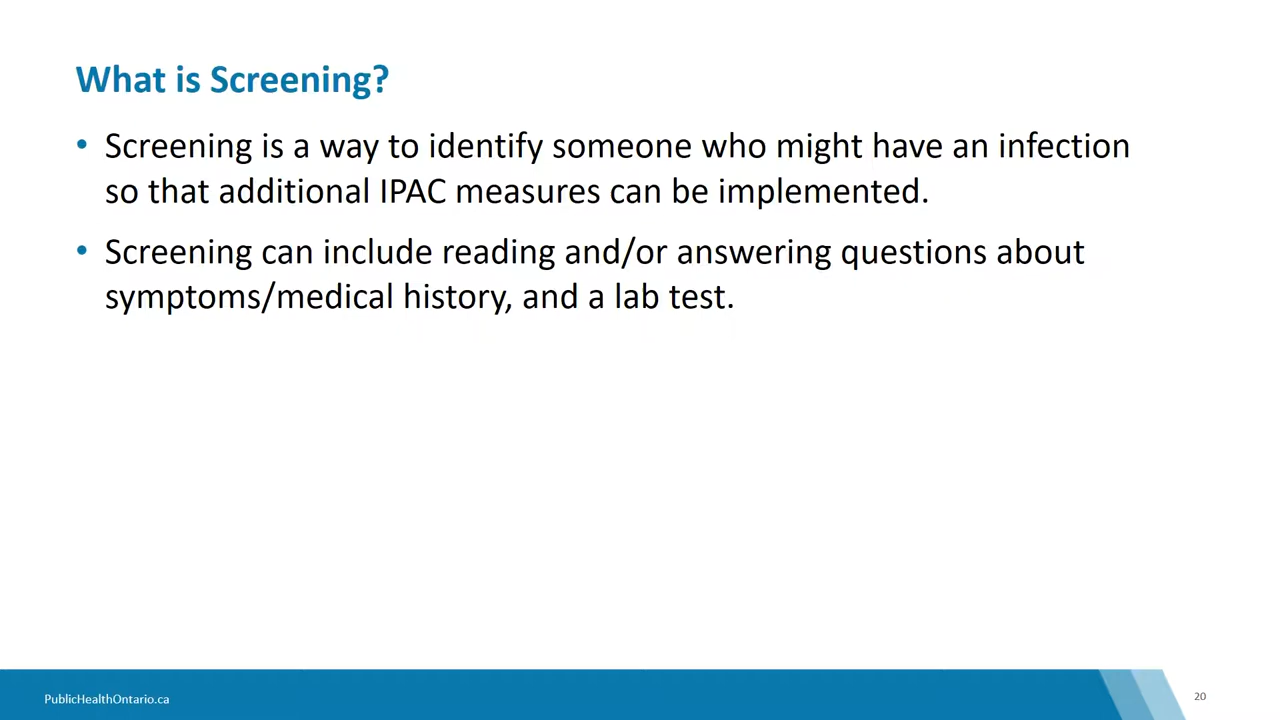 What is Screening?
• Screening is a way to identify someone who might have an infection
so that additional IPAC measures can be implemented.
• Screening can include reading and/or answering questions about
symptoms/medical history, and a lab test.
PublicHealthOntario.ca
20